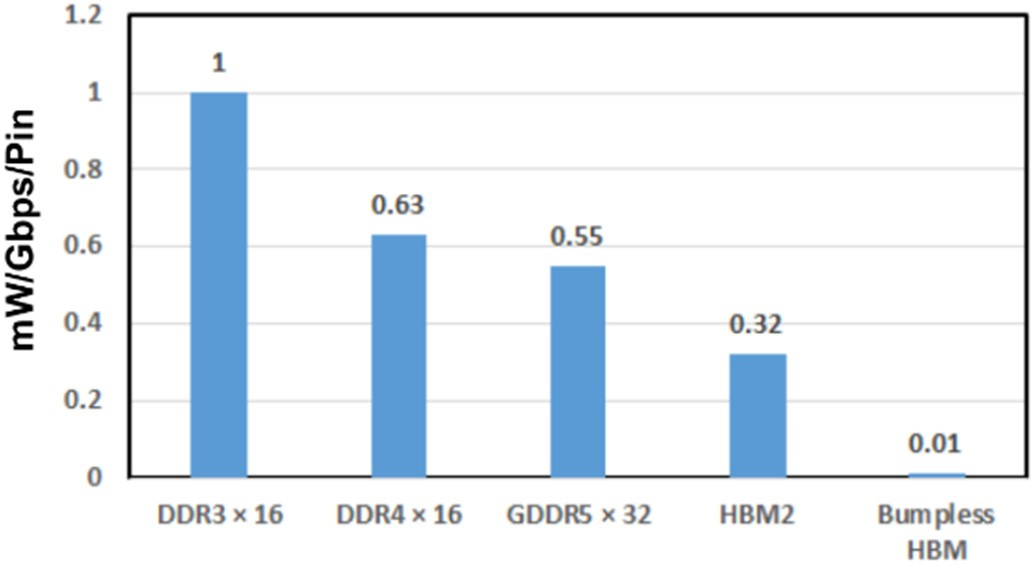 mW/Gbps/Pin
1.2
1
0.8
0.6
0.4
0.2
0
1
0.63
0.55
0.32
0.01
DDR3 × 16
DDR4 × 16
GDDR5 × 32
HBM2
Bumpless
HBM